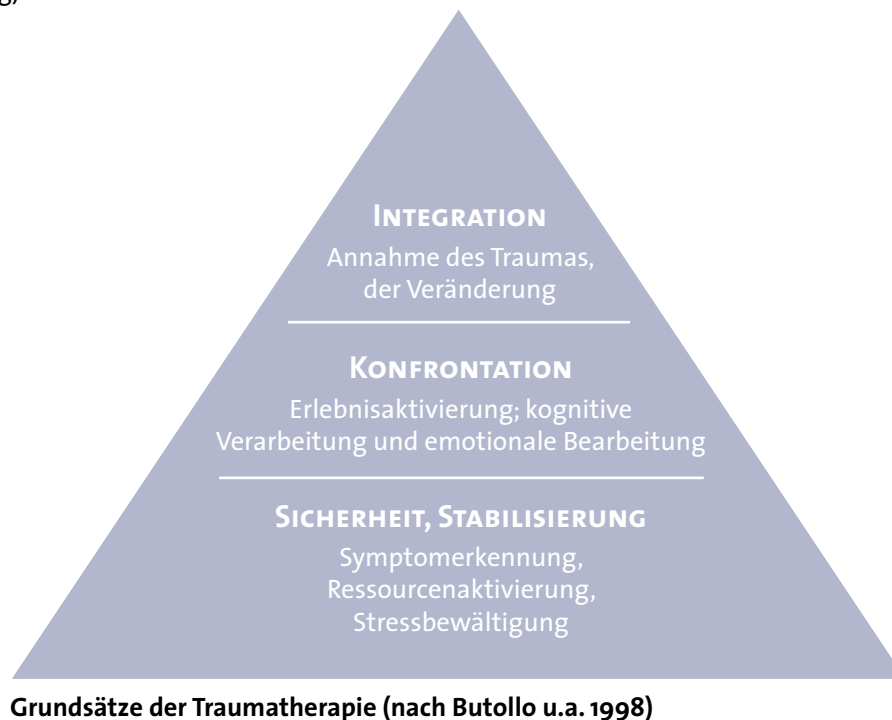 INTEGRATION
Annahme des Traumas,
der Veränderung
KONFRONTATION
Erlebnisaktivierung; kognitive
Verarbeitung und emotionale Bearbeitung
SICHERHEIT, STABILISIERUNG
Symptomerkennung,
Ressourcenaktivierung,
Stressbewältigung
Grundsätze der Traumatherapie (nach Butollo u.a. 1998)